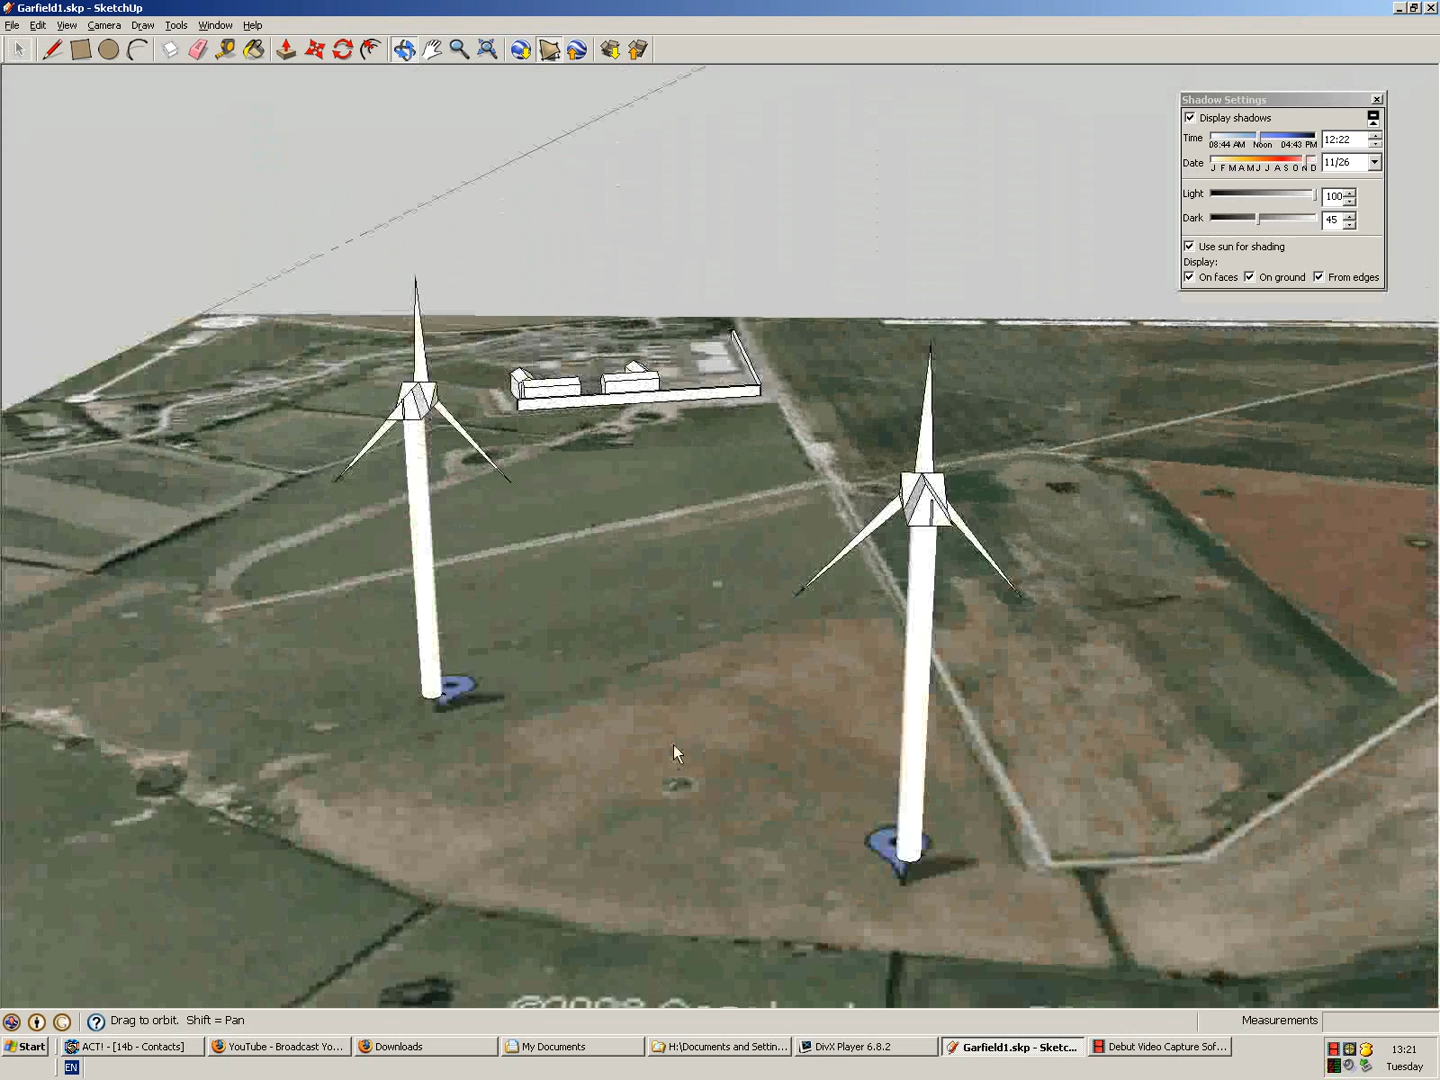 Garfield1.skp - SketchUp
File Edit View Camera Draw Tools Window Help
Shadow Settings
Display shadows
Time 08:44 AM Noon 04:43 PM 12:22
Date J F M A M J J A S O N D 11/26
Light 100
Dark 45
Use sun for shading
Display:
On faces On ground From edges
Drag to orbit. Shift = Pan
Measurements
Start ACT! - [14b - Contacts] YouTube - Broadcast Yo... Downloads My Documents H:\Documents and Settin... DivX Player 6.8.2 Garfield1.skp - Sketc... Debut Video Capture Sof... 13:21
EN Tuesday